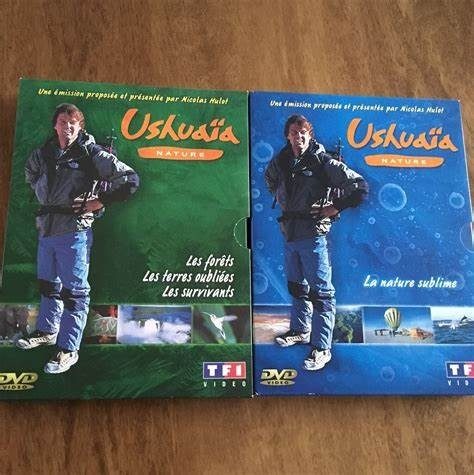 Une émission proposée et présentée par Nicolas Hulot
Ushuaïa
NATURE
Les forêts
Les terres oubliées
Les survivants
DVD
VIDEO
TF1
VIDEO
Une émission proposée et présentée par Nicolas Hulot
Ushuaïa
NATURE
La nature sublime
DVD
VIDEO
TF1
VIDEO